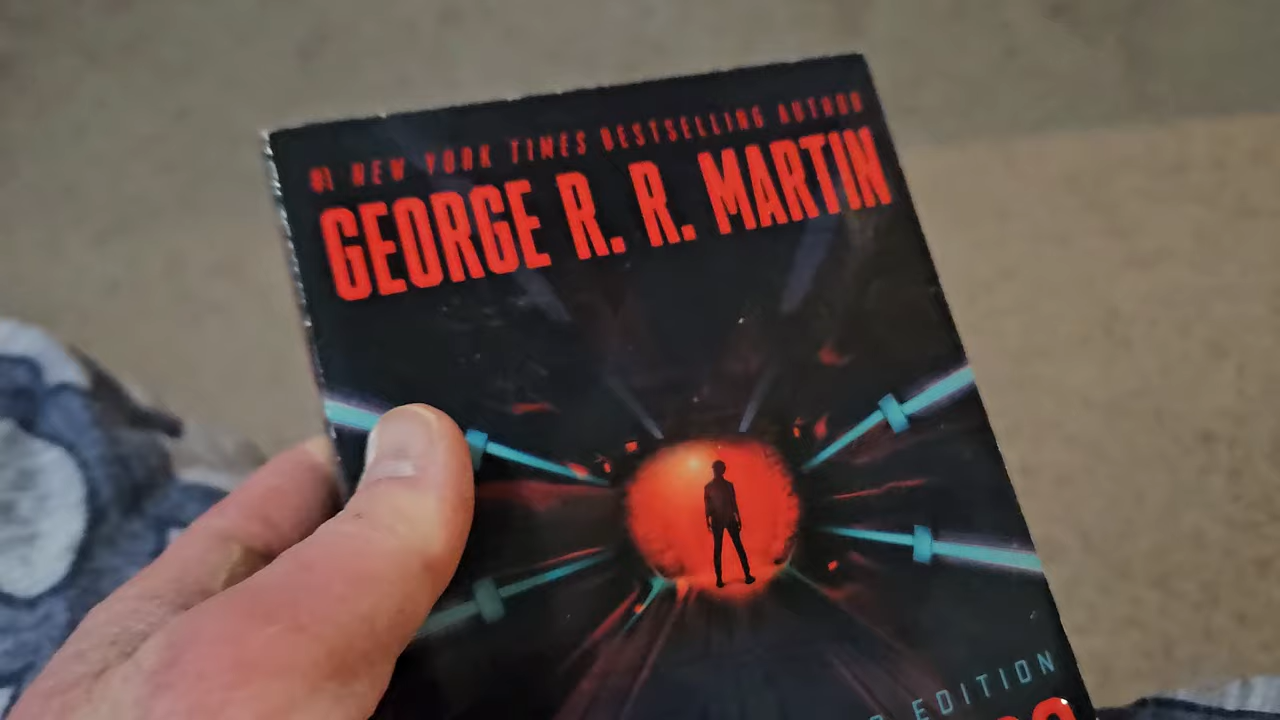 #1 NEW YORK TIMES BESTSELLING AUTHOR
GEORGE R. R. MARTIN
EDITION